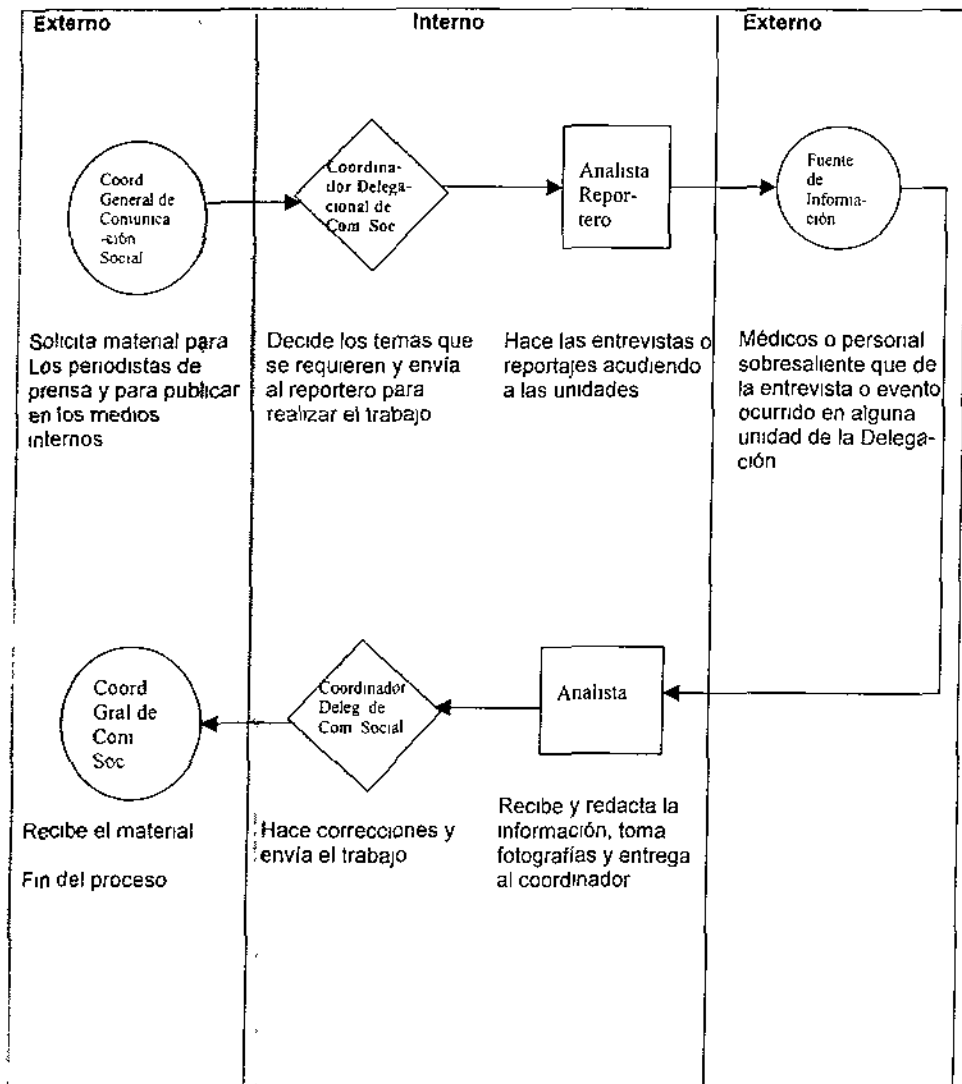 Externo
Interno
Externo
Coord
General de
Comunica
-ción
Social
Coordina-
dor Delega-
cional de
Com Soc
Analista
Repor-
tero
Fuente
de
Informa-
ción
Solicita material para
Los periodistas de
prensa y para publicar
en los medios
internos
Decide los temas que
se requieren y envía
al reportero para
realizar el trabajo
Hace las entrevistas o
reportajes acudiendo
a las unidades
Médicos o personal
sobresaliente que de
la entrevista o evento
ocurrido en alguna
unidad de la Delega-
ción
Coord
Gral de
Com
Soc
Coordinador
Deleg de
Com Social
Analista
Recibe el material
Fin del proceso
Hace correcciones y
envía el trabajo
Recibe y redacta la
información, toma
fotografías y entrega
al coordinador